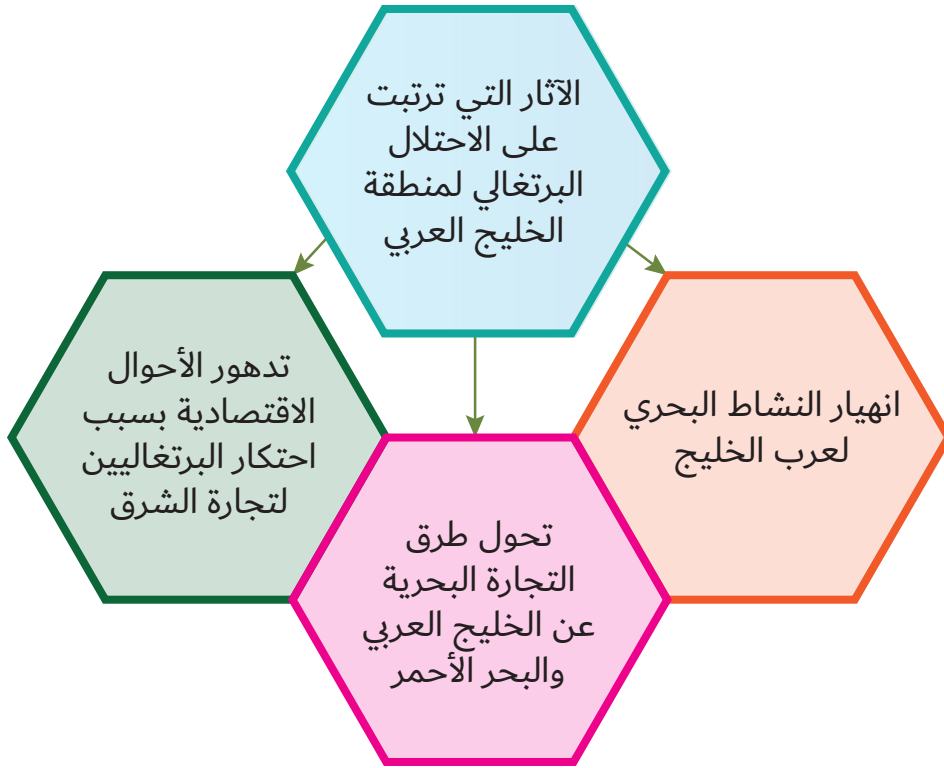 الآثار التي ترتبت
على الاحتلال
البرتغالي لمنطقة
الخليج العربي
انهيار النشاط البحري
لعرب الخليج
تحول طرق
التجارة البحرية
عن الخليج العربي
والبحر الأحمر
تدهور الأحوال
الاقتصادية بسبب
احتكار البرتغاليين
لتجارة الشرق